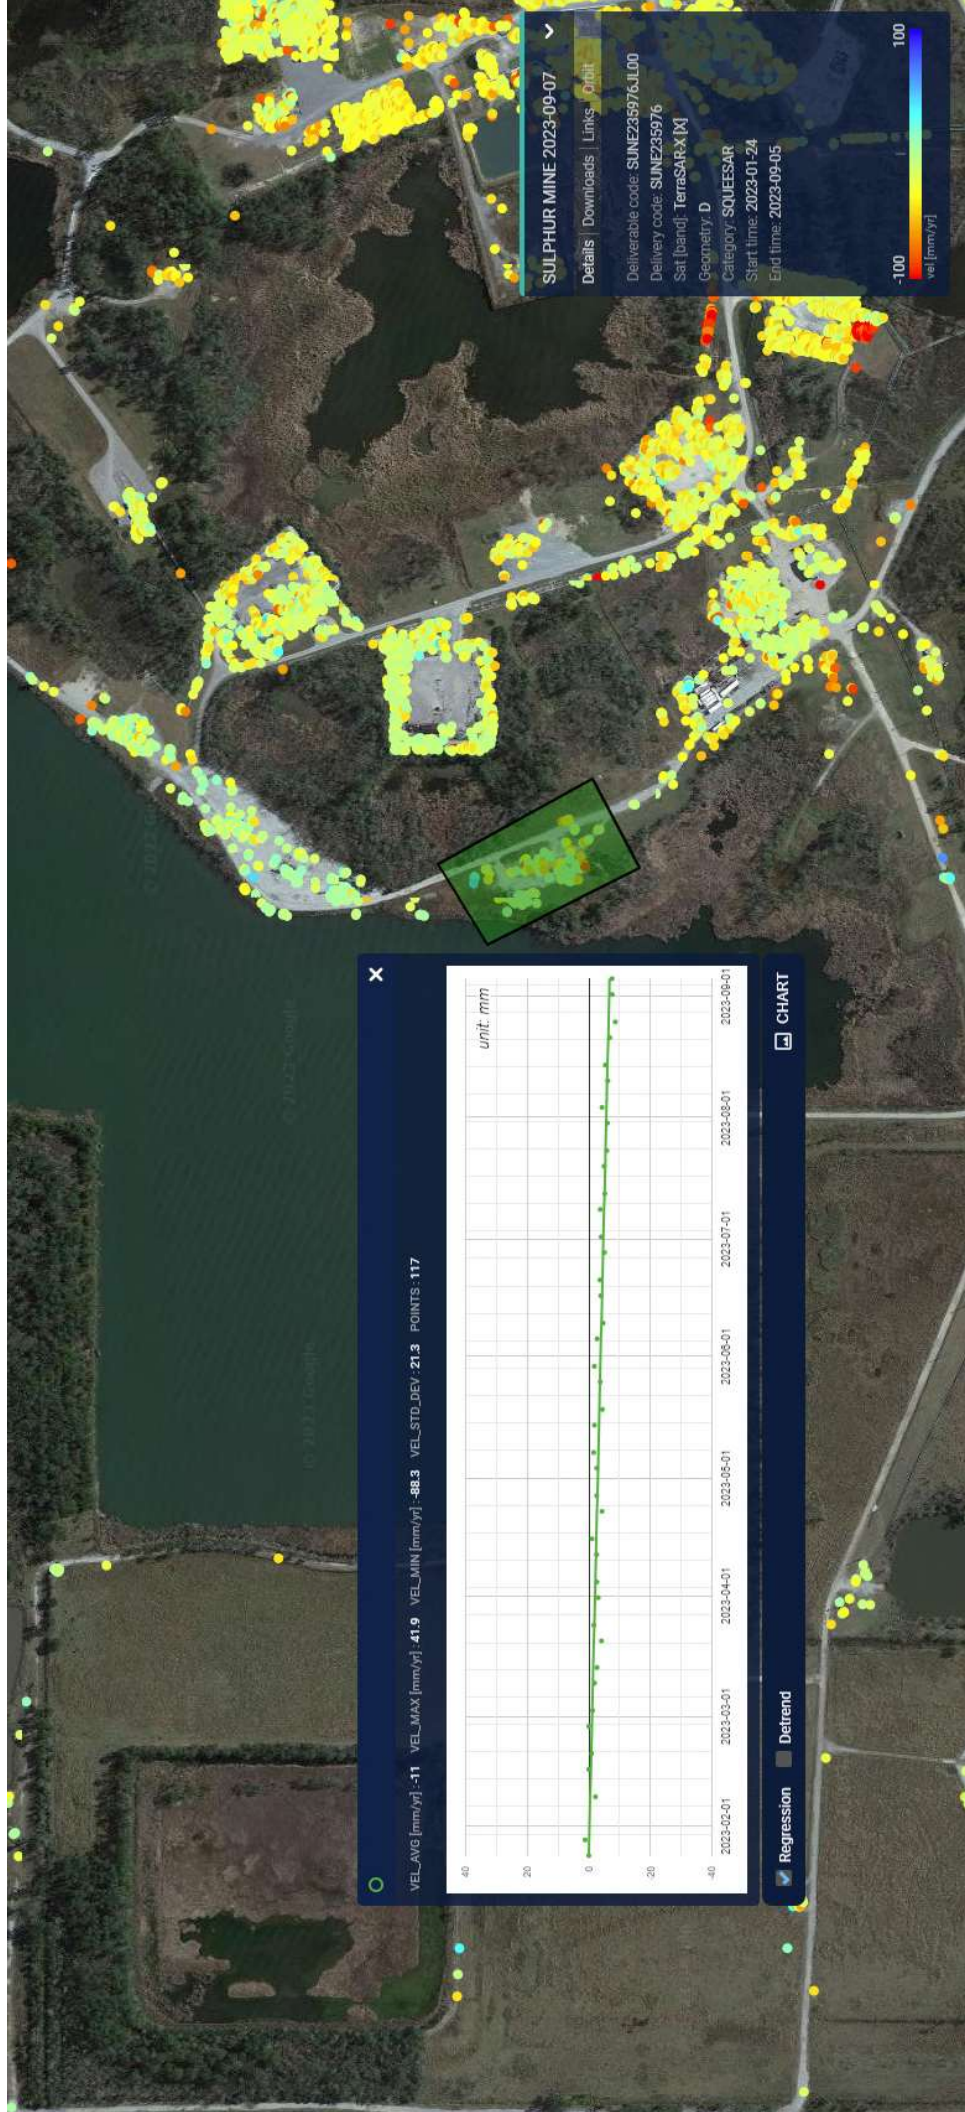 SULPHUR MINE 2023-09-07
Details | Downloads | Links | Orbit
Deliverable code: SUNE235976JL00
Delivery code: SUNE235976
Sat [band]: TerraSAR-X [X]
Geometry: D
Category: SQUEESAR
Start time: 2023-01-24
End time: 2023-09-05
-100 100
vel [mm/yr]
VEL_AVG [mm/yr] : -11 VEL_MAX [mm/yr] : 41.9 VEL_MIN [mm/yr] : -88.3 VEL_STD_DEV : 21.3 POINTS : 117
unit: mm
40
0
20
40
2023-02-01 2023-03-01 2023-04-01 2023-05-01 2023-06-01 2023-07-01 2023-08-01 2023-09-01
Regression Detrend CHART